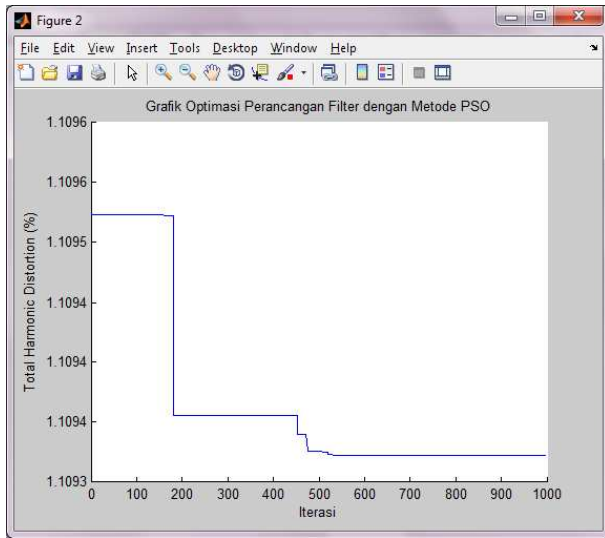 Figure 2
File Edit View Insert Tools Desktop Window Help
Grafik Optimasi Perancangan Filter dengan Metode PSO
Total Harmonic Distortion (%)
1.1096
1.1096
1.1095
1.1094
1.1094
1.1094
1.1093
0 100 200 300 400 500 600 700 800 900 1000
Iterasi